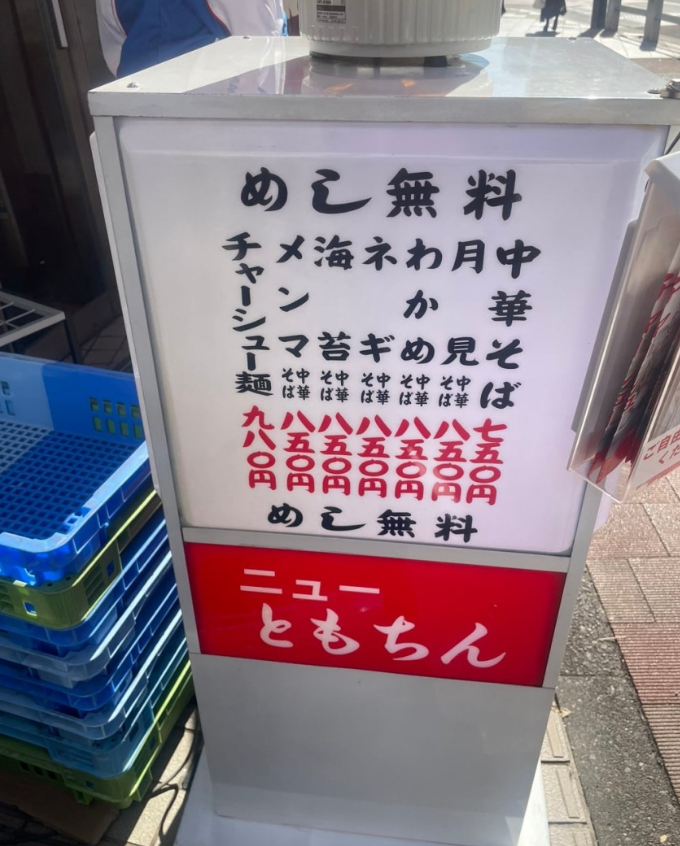 めし無料
中華そば 七五〇円
月見中華そば 八五〇円
わかめ中華そば 八五〇円
ネギ中華そば 八五〇円
海苔中華そば 八五〇円
メンマ中華そば 八五〇円
チャーシュー麺 九八〇円
めし無料
ニュー
ともちん